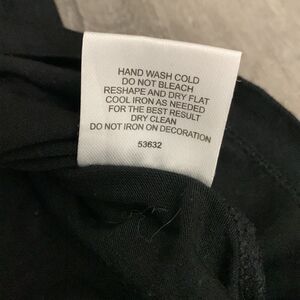 HAND WASH COLD
DO NOT BLEACH
RESHAPE AND DRY FLAT
COOL IRON AS NEEDED
FOR THE BEST RESULT
DRY CLEAN
DO NOT IRON ON DECORATION
53632